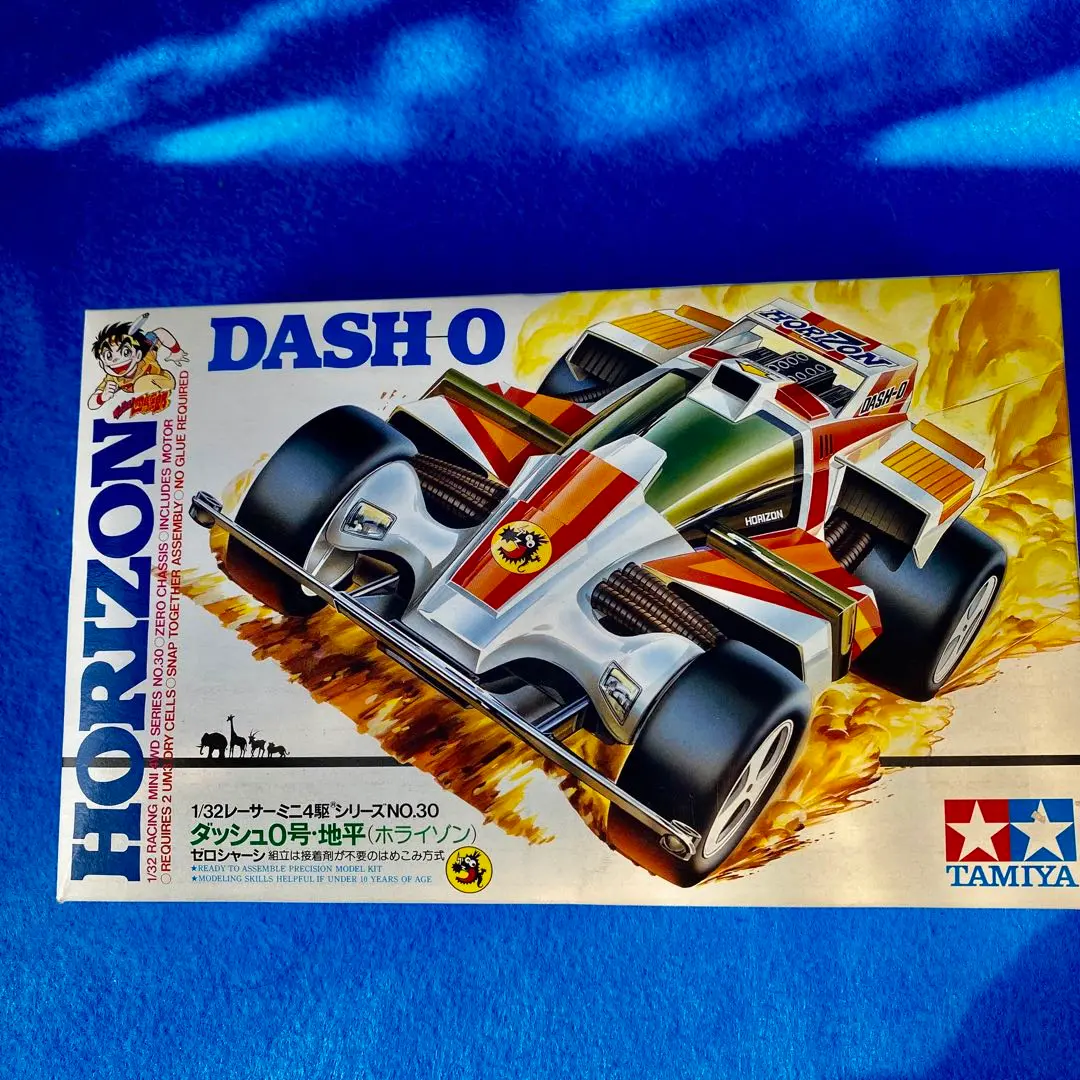 DASH-0
HORIZON
1/32 RACING MINI 4WD SERIES NO.30○ZERO CHASSIS○INCLUDES MOTOR
○REQUIRES 2 UM3 DRY CELLS○SNAP TOGETHER ASSEMBLY○NO GLUE REQUIRED
HORIZON
DASH-0
HORIZON
1/32レーサーミニ4駆®シリーズNO.30
ダッシュ0号・地平(ホライゾン)
ゼロシャーシ 組立は接着剤が不要のはめこみ方式
★READY TO ASSEMBLE PRECISION MODEL KIT
★MODELING SKILLS HELPFUL IF UNDER 10 YEARS OF AGE
TAMIYA